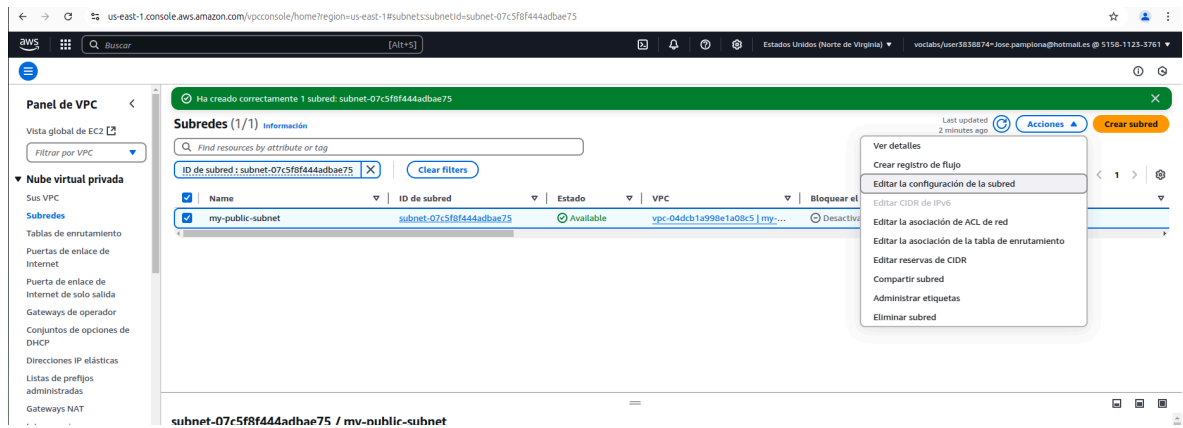 us-east-1.console.aws.amazon.com/vpcconsole/home?region=us-east-1#subnets:subnetId=subnet-07c5f8f444adbae75
aws Buscar [Alt+S] Estados Unidos (Norte de Virginia) voclabs/user3838874=Jose.pamplona@hotmail.es @ 5158-1123-3761
Panel de VPC
Vista global de EC2
Filtrar por VPC
Nube virtual privada
Sus VPC
Subredes
Tablas de enrutamiento
Puertas de enlace de
Internet
Puerta de enlace de
Internet de solo salida
Gateways de operador
Conjuntos de opciones de
DHCP
Direcciones IP elásticas
Listas de prefijos
administradas
Gateways NAT
Ha creado correctamente 1 subred: subnet-07c5f8f444adbae75
Subredes (1/1) Información
Last updated
2 minutes ago
Acciones
Crear subred
Find resources by attribute or tag
ID de subred : subnet-07c5f8f444adbae75
Clear filters
1
Name ID de subred Estado VPC Bloquear el
my-public-subnet subnet-07c5f8f444adbae75 Available vpc-04dcb1a998e1a08c5 | my-... Desactiva
Ver detalles
Crear registro de flujo
Editar la configuración de la subred
Editar CIDR de IPv6
Editar la asociación de ACL de red
Editar la asociación de la tabla de enrutamiento
Editar reservas de CIDR
Compartir subred
Administrar etiquetas
Eliminar subred
subnet-07c5f8f444adbae75 / my-public-subnet